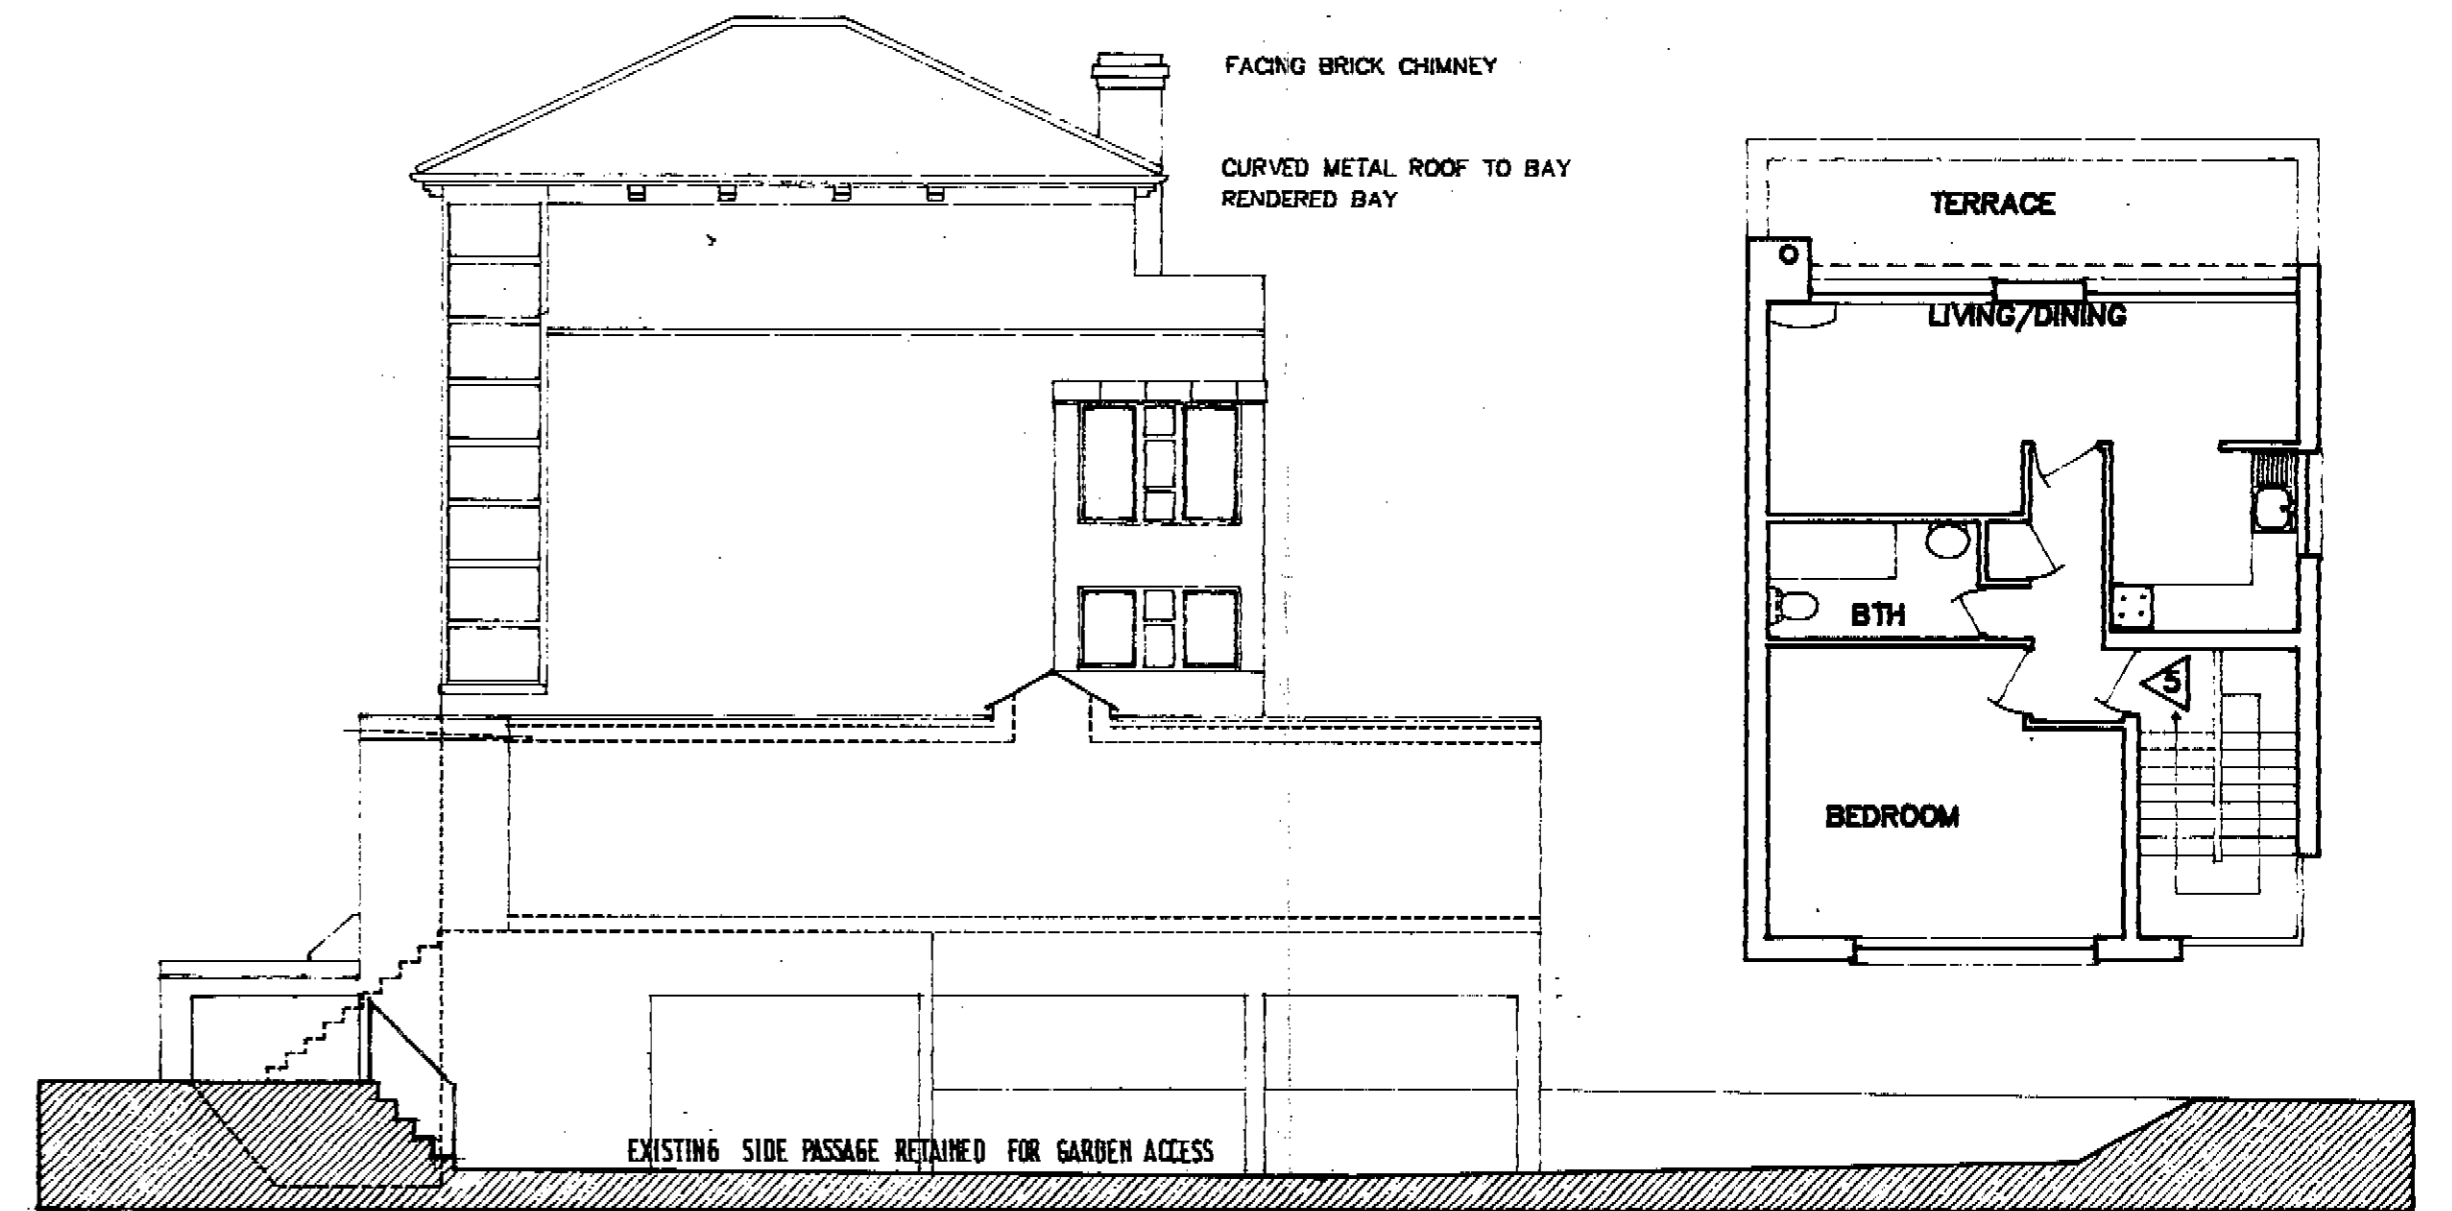 FACING BRICK CHIMNEY
CURVED METAL ROOF TO BAY
RENDERED BAY
TERRACE
LIVING/DINING
BTH
5
BEDROOM
EXISTING SIDE PASSAGE RETAINED FOR GARDEN ACCESS